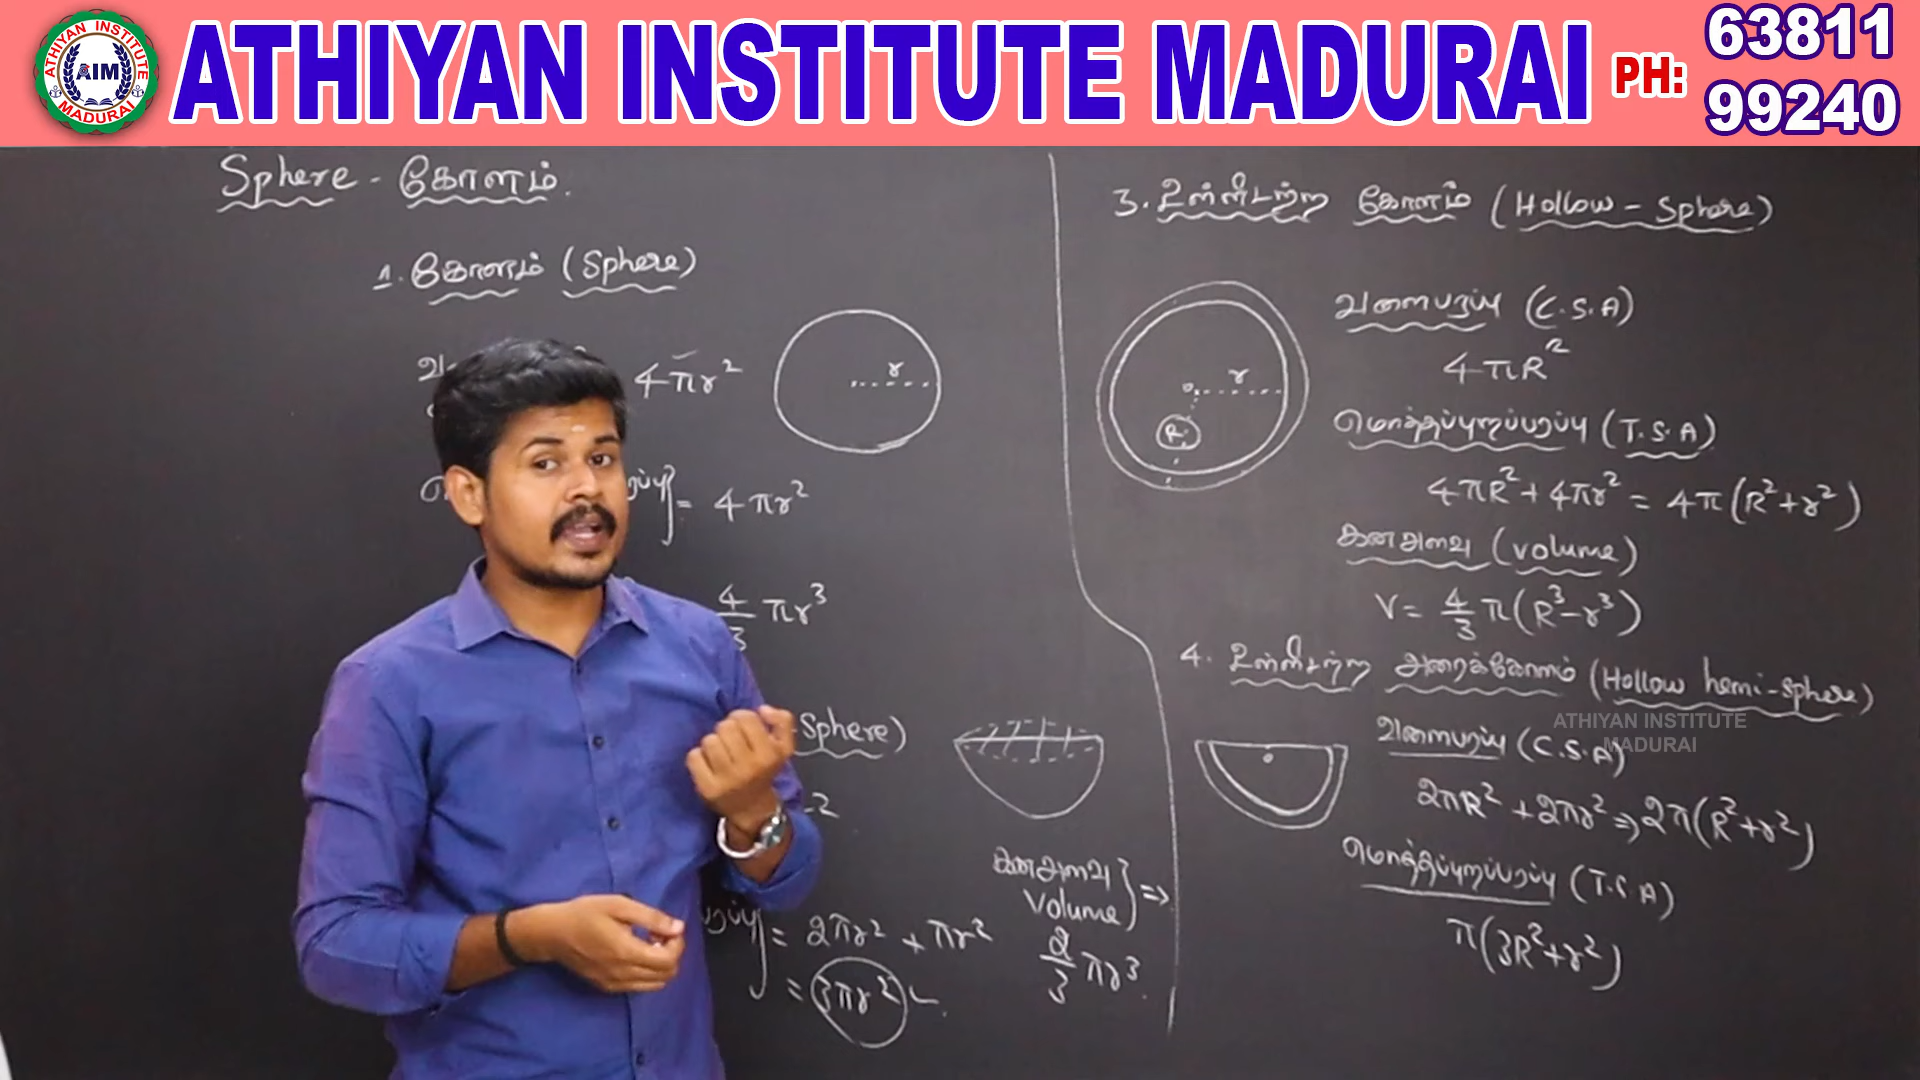 ATHIYAN INSTITUTE
AIM
MADURAI
ATHIYAN INSTITUTE MADURAI
PH:
63811
99240
Sphere - கோளம்.
1. கோளம் (Sphere)
4πr²
r
= 4πr²
4/3 πr³
Sphere)
2
= 2πr² + πr²
= 3πr²
கனஅளவு
Volume } =>
2/3 πr³
3. உள்ளீடற்ற கோளம் (Hollow - Sphere)
r
R
வளைபரப்பு (C.S.A)
4πR²
மொத்தப்புறப்பரப்பு (T.S.A)
4πR² + 4πr² = 4π(R²+r²)
கனஅளவு (volume)
V = 4/3 π(R³-r³)
4. உள்ளீடற்ற அரைக்கோளம் (Hollow hemi-sphere)
வளைபரப்பு (C.S.A)
2πR² + 2πr² => 2π(R²+r²)
மொத்தப்புறப்பரப்பு (T.S.A)
π(3R²+r²)
ATHIYAN INSTITUTE
MADURAI